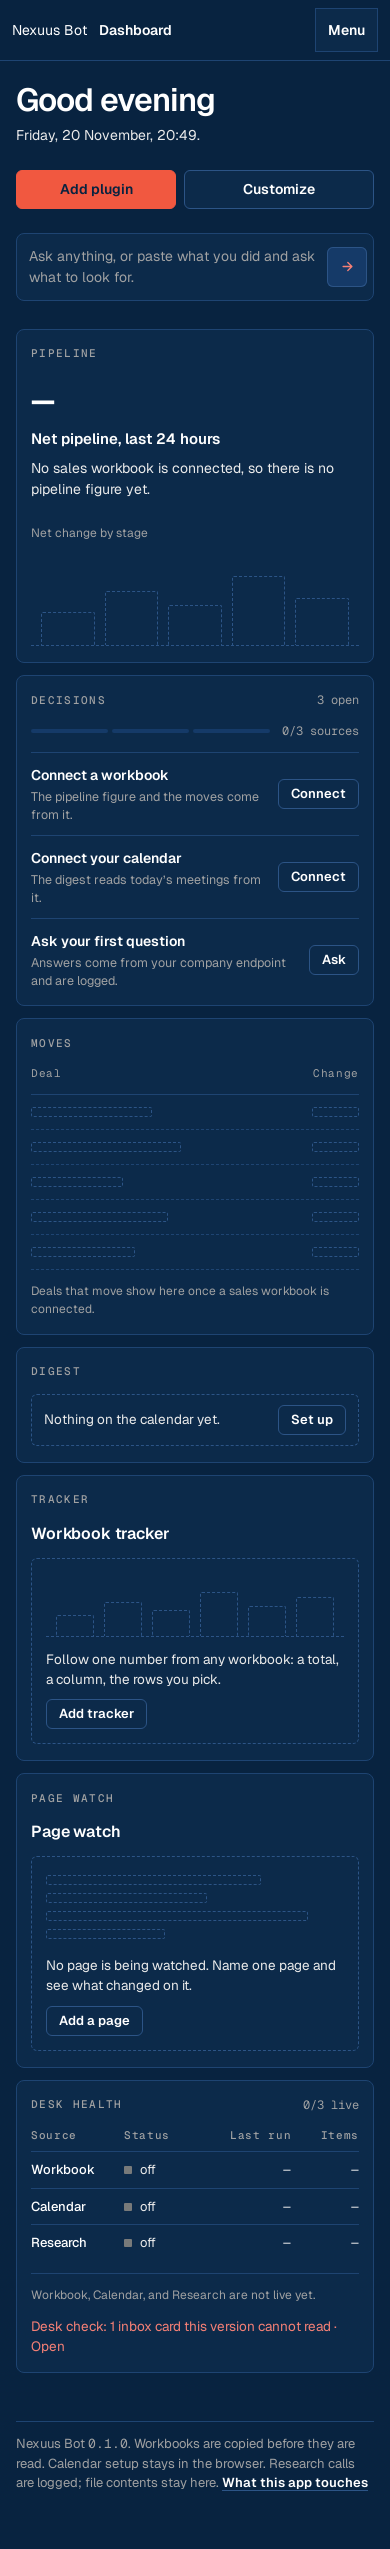 Nexuus Bot Dashboard Menu
Good evening
Friday, 20 November, 20:49.
Add plugin Customize
Ask anything, or paste what you did and ask
what to look for.
→
PIPELINE
—
Net pipeline, last 24 hours
No sales workbook is connected, so there is no
pipeline figure yet.
Net change by stage
DECISIONS 3 open
0/3 sources
Connect a workbook
The pipeline figure and the moves come
from it.
Connect
Connect your calendar
The digest reads today's meetings from
it.
Connect
Ask your first question
Answers come from your company endpoint
and are logged.
Ask
MOVES
Deal Change
Deals that move show here once a sales workbook is
connected.
DIGEST
Nothing on the calendar yet. Set up
TRACKER
Workbook tracker
Follow one number from any workbook: a total,
a column, the rows you pick.
Add tracker
PAGE WATCH
Page watch
No page is being watched. Name one page and
see what changed on it.
Add a page
DESK HEALTH 0/3 live
Source Status Last run Items
Workbook off — —
Calendar off — —
Research off — —
Workbook, Calendar, and Research are not live yet.
Desk check: 1 inbox card this version cannot read ·
Open
Nexuus Bot 0.1.0. Workbooks are copied before they are
read. Calendar setup stays in the browser. Research calls
are logged; file contents stay here. What this app touches